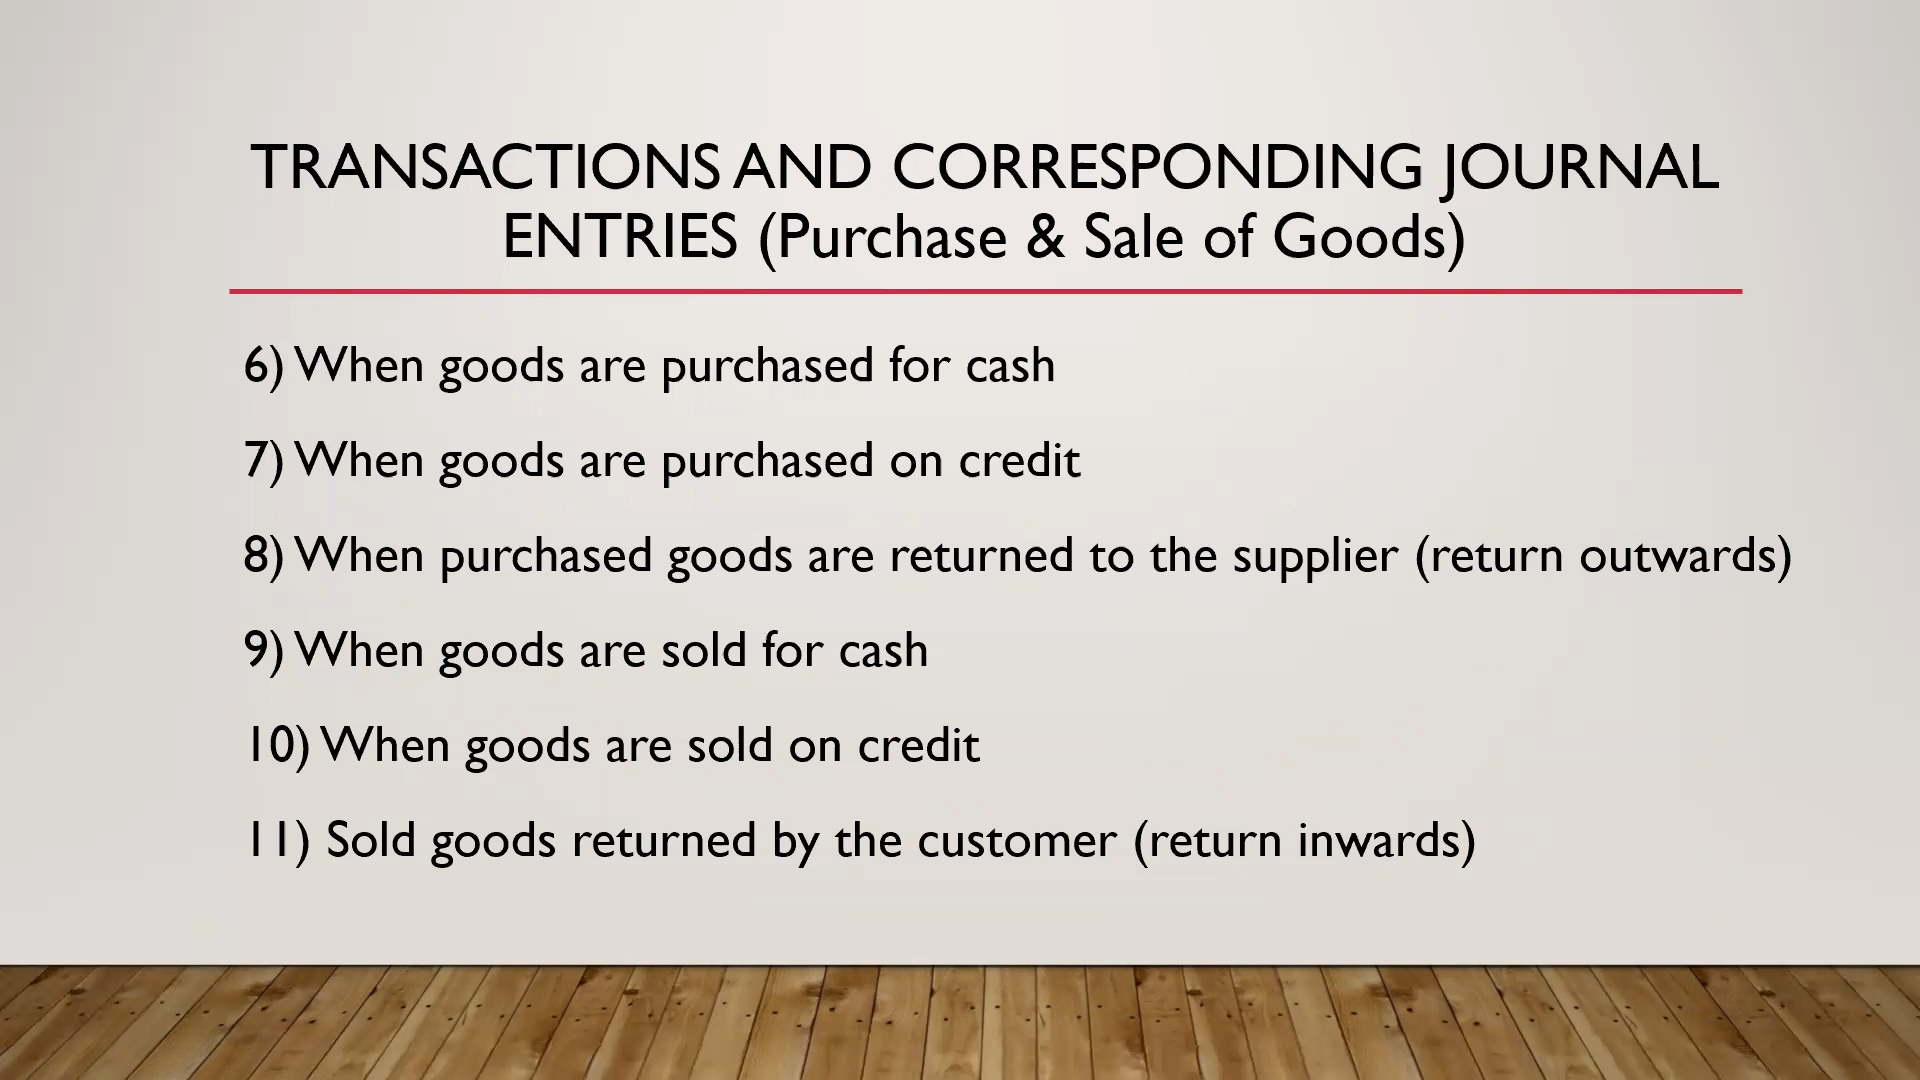 TRANSACTIONS AND CORRESPONDING JOURNAL
ENTRIES (Purchase & Sale of Goods)
6) When goods are purchased for cash
7) When goods are purchased on credit
8) When purchased goods are returned to the supplier (return outwards)
9) When goods are sold for cash
10) When goods are sold on credit
11) Sold goods returned by the customer (return inwards)